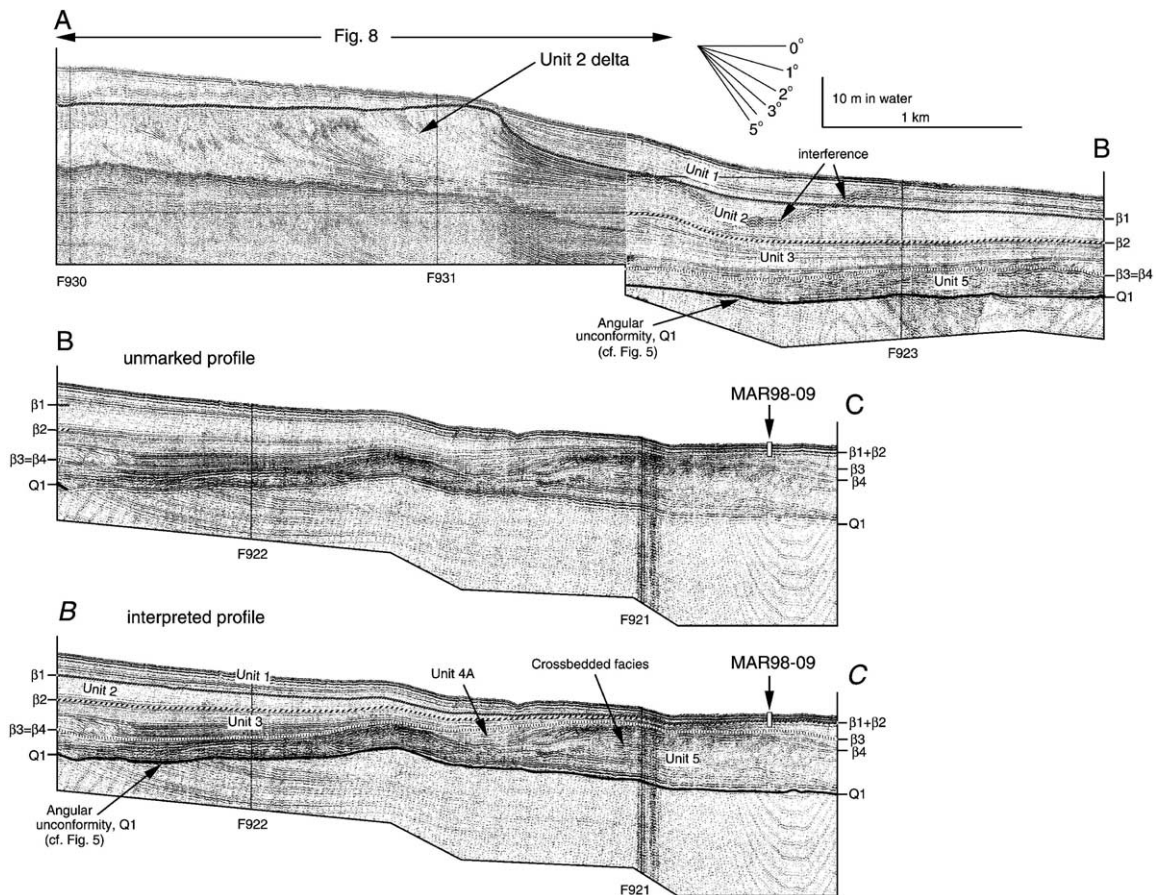 A
Fig. 8
Unit 2 delta
0°
1°
2°
3°
5°
10 m in water
1 km
interference
B
Unit 1
Unit 2
β1
β2
Unit 3
β3=β4
Unit 5
Q1
F930
F931
Angular
unconformity, Q1
(cf. Fig. 5)
F923
B
unmarked profile
MAR98-09
C
β1
β2
β3=β4
Q1
β1+β2
β3
β4
Q1
F922
F921
B
interpreted profile
MAR98-09
C
Unit 4A
Crossbedded facies
β1
Unit 1
Unit 2
β2
Unit 3
β3=β4
Q1
β1+β2
β3
β4
Unit 5
Q1
Angular
unconformity, Q1
(cf. Fig. 5)
F922
F921